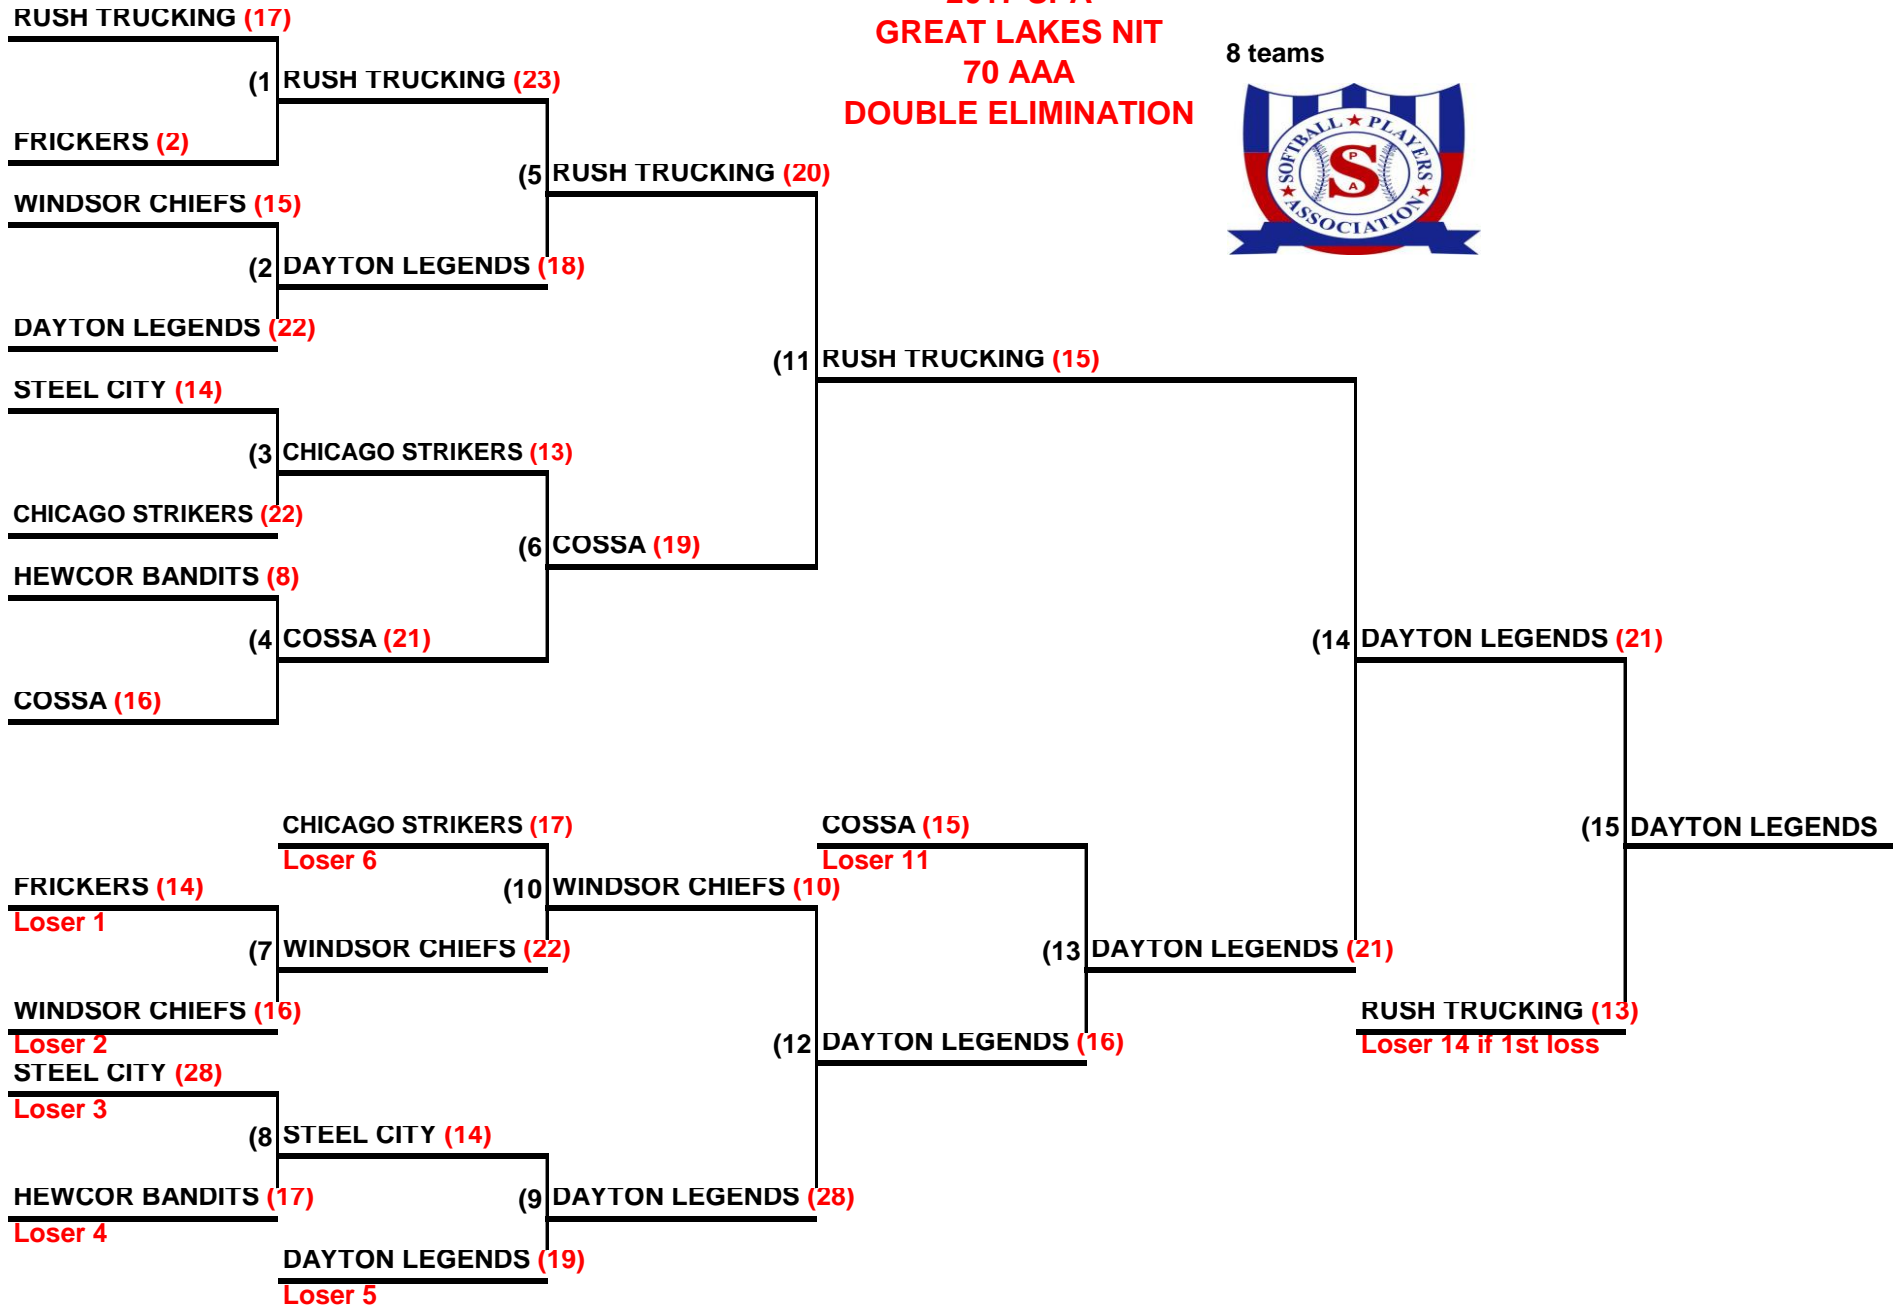 GREAT LAKES NIT
70 AAA
DOUBLE ELIMINATION
8 teams
SOFTBALL ★ PLAYERS ★ ASSOCIATION ★
P
S
A
RUSH TRUCKING (17)
(1 RUSH TRUCKING (23)
FRICKERS (2)
(5 RUSH TRUCKING (20)
WINDSOR CHIEFS (15)
(2 DAYTON LEGENDS (18)
DAYTON LEGENDS (22)
(11 RUSH TRUCKING (15)
STEEL CITY (14)
(3 CHICAGO STRIKERS (13)
CHICAGO STRIKERS (22)
(6 COSSA (19)
HEWCOR BANDITS (8)
(4 COSSA (21)
(14 DAYTON LEGENDS (21)
COSSA (16)
CHICAGO STRIKERS (17)
Loser 6
COSSA (15)
Loser 11
(15 DAYTON LEGENDS
FRICKERS (14)
Loser 1
(10 WINDSOR CHIEFS (10)
(7 WINDSOR CHIEFS (22)
(13 DAYTON LEGENDS (21)
WINDSOR CHIEFS (16)
Loser 2
RUSH TRUCKING (13)
Loser 14 if 1st loss
(12 DAYTON LEGENDS (16)
STEEL CITY (28)
Loser 3
(8 STEEL CITY (14)
HEWCOR BANDITS (17)
Loser 4
(9 DAYTON LEGENDS (28)
DAYTON LEGENDS (19)
Loser 5